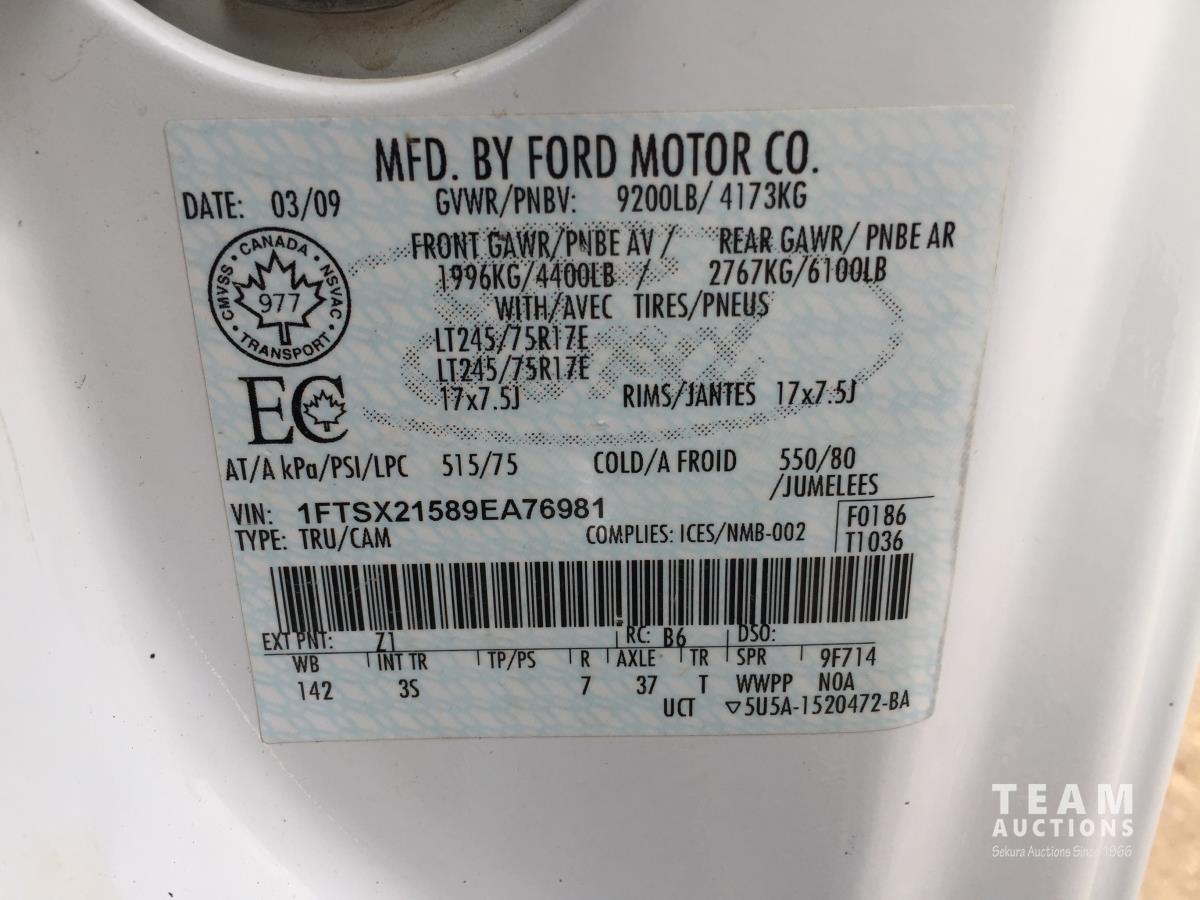 MFD. BY FORD MOTOR CO.
DATE: 03/09 GVWR/PNBV: 9200LB/ 4173KG
FRONT GAWR/PNBE AV / REAR GAWR/ PNBE AR
1996KG/4400LB / 2767KG/6100LB
WITH/AVEC TIRES/PNEUS
CANADA
CMVSS 977 NSVAC
TRANSPORT
LT245/75R17E
LT245/75R17E
17x7.5J RIMS/JANTES 17x7.5J
EC
AT/A kPa/PSI/LPC 515/75 COLD/A FROID 550/80
/JUMELEES
VIN: 1FTSX21589EA76981 F0186
TYPE: TRU/CAM COMPLIES: ICES/NMB-002 T1036
EXT PNT: Z1 RC: B6 DSO:
WB INT TR TP/PS R AXLE TR SPR 9F714
142 3S 7 37 T WWPP NOA
UCT ▽5U5A-1520472-BA
TEAM
AUCTIONS
Sekura Auctions Since 1966